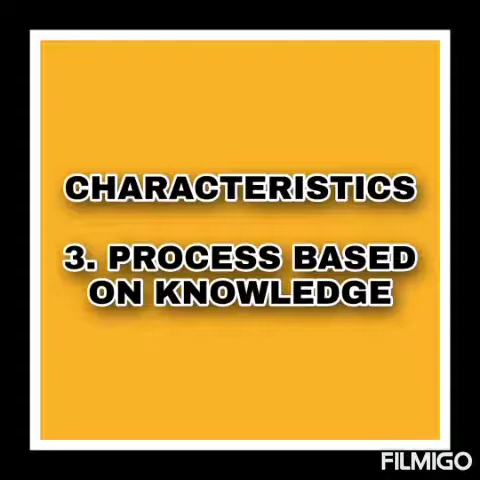 CHARACTERISTICS
3. PROCESS BASED
ON KNOWLEDGE
FILMIGO